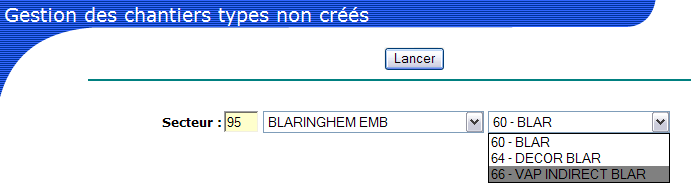 Gestion des chantiers types non créés
Lancer
Secteur : 95 BLARINGHEM EMB 60 - BLAR
60 - BLAR
64 - DECOR BLAR
66 - VAP INDIRECT BLAR